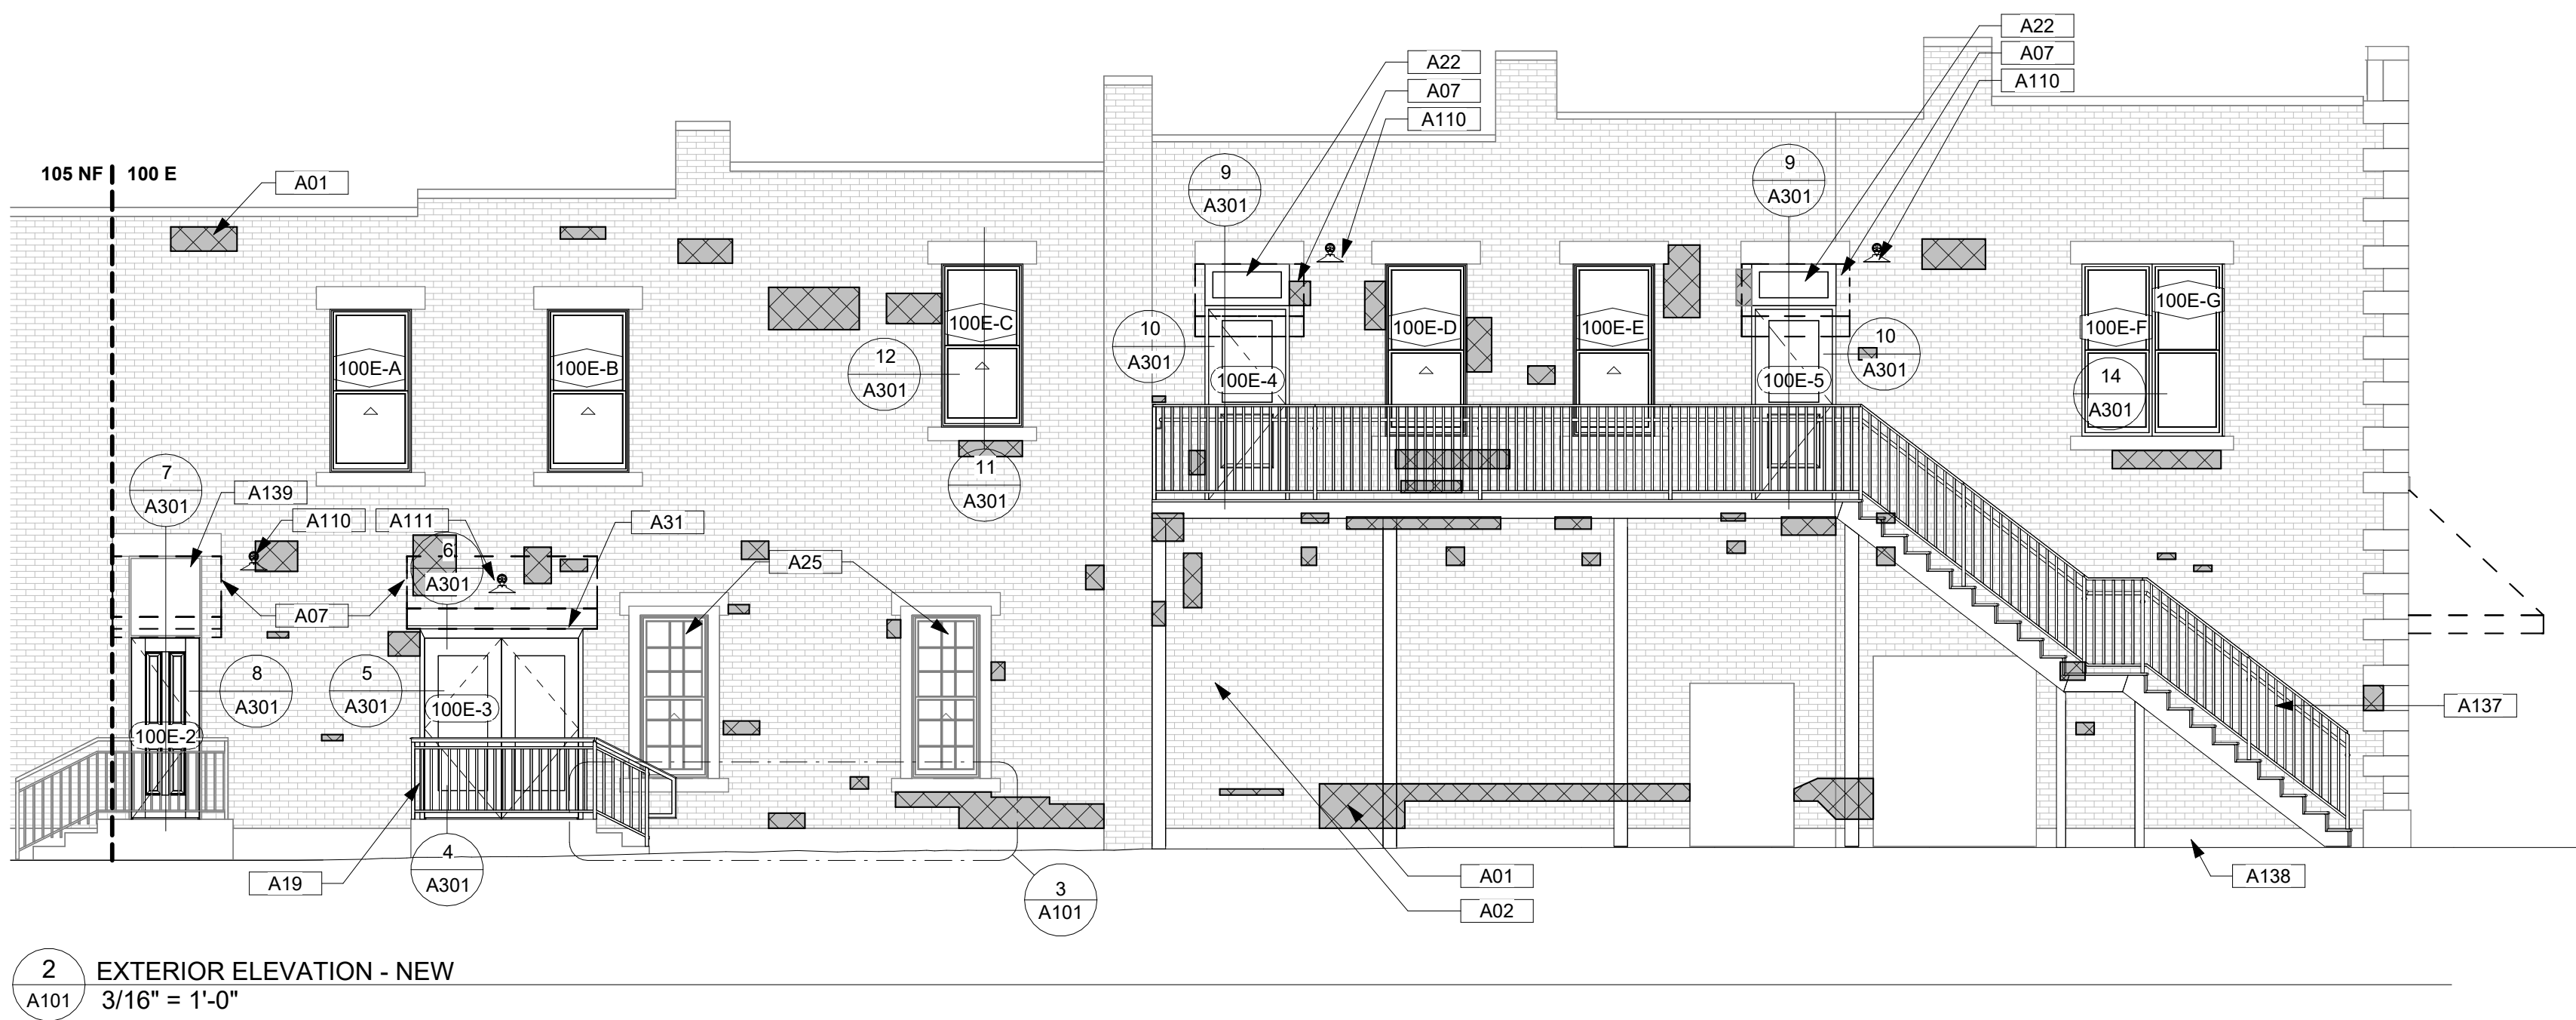 A22
A07
A110
A22
A07
A110
105 NF
100 E
A01
9
A301
9
A301
100E-A
100E-B
100E-C
12
A301
11
A301
10
A301
100E-4
100E-D
100E-E
100E-5
10
A301
100E-F
100E-G
14
A301
7
A301
A139
A110
A111
A31
6
A301
A25
A07
8
A301
5
A301
100E-3
100E-2
A137
A19
4
A301
3
A101
A01
A02
A138
2
A101
EXTERIOR ELEVATION - NEW
3/16" = 1'-0"